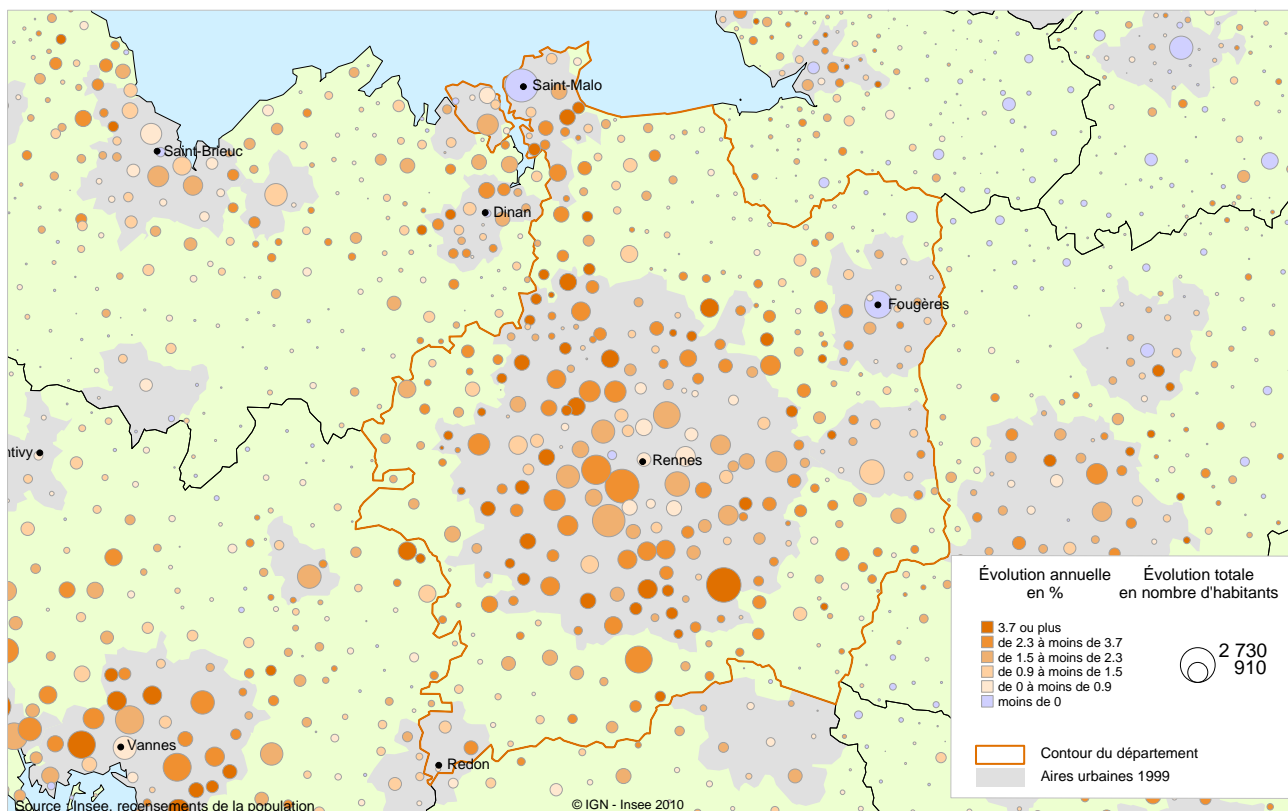 Saint-Malo
Saint-Brieuc
Dinan
Fougères
ntivy
Rennes
Vannes
Redon
Évolution annuelle
en %
Évolution totale
en nombre d'habitants
3.7 ou plus
de 2.3 à moins de 3.7
de 1.5 à moins de 2.3
de 0.9 à moins de 1.5
de 0 à moins de 0.9
moins de 0
2 730
910
Contour du département
Aires urbaines 1999
Source : Insee, recensements de la population
© IGN - Insee 2010